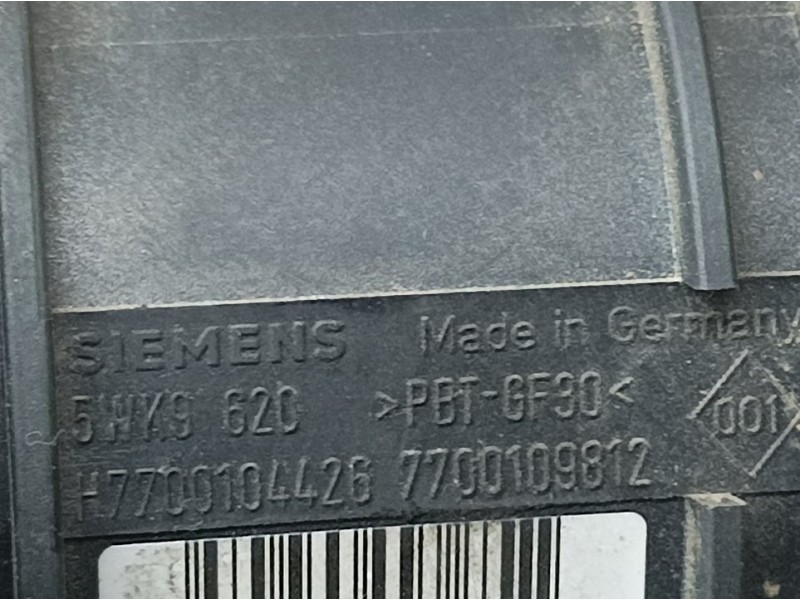 SIEMENS Made in Germany
5WK9 620 >PBT-GF30< 001
H7700104426 7700109812